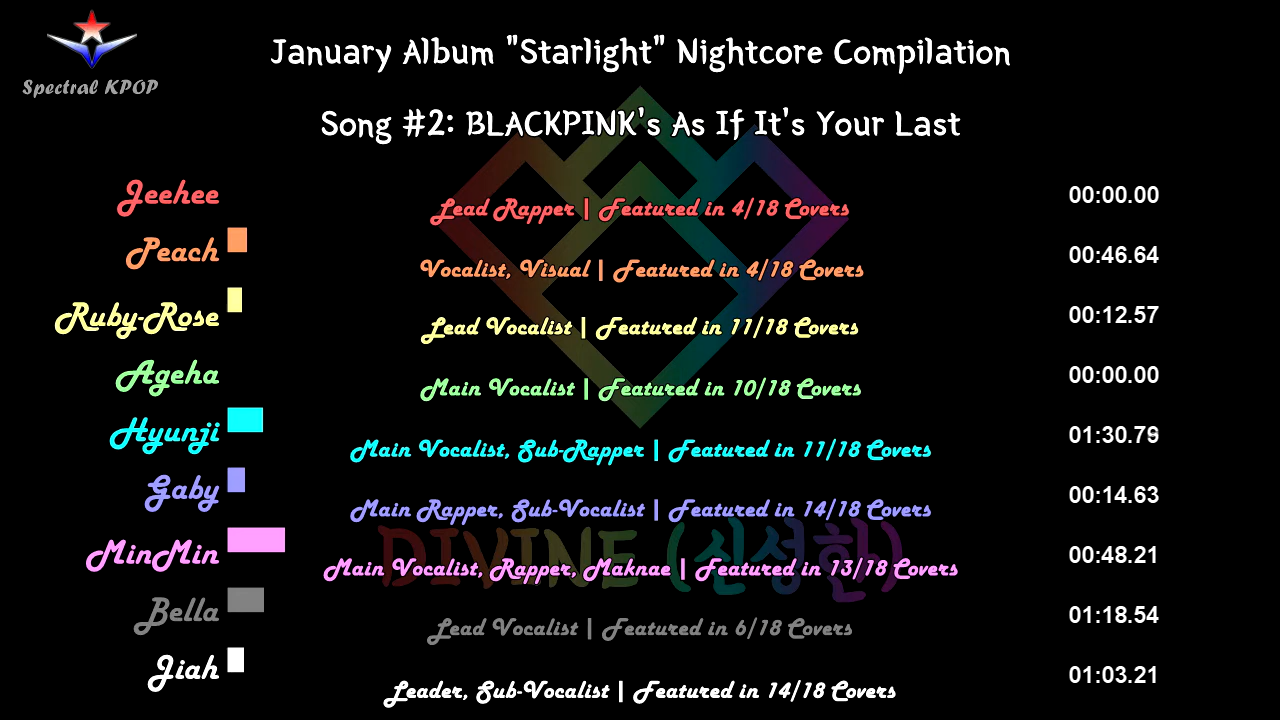 Spectral KPOP
January Album "Starlight" Nightcore Compilation
Song #2: BLACKPINK's As If It's Your Last
Jeehee
Lead Rapper | Featured in 4/18 Covers
00:00.00
Peach
Vocalist, Visual | Featured in 4/18 Covers
00:46.64
Ruby-Rose
Lead Vocalist | Featured in 11/18 Covers
00:12.57
Ageha
Main Vocalist | Featured in 10/18 Covers
00:00.00
Hyunji
Main Vocalist, Sub-Rapper | Featured in 11/18 Covers
01:30.79
Gaby
Main Rapper, Sub-Vocalist | Featured in 14/18 Covers
00:14.63
DIVINE (신성한)
MinMin
Main Vocalist, Rapper, Maknae | Featured in 13/18 Covers
00:48.21
Bella
Lead Vocalist | Featured in 6/18 Covers
01:18.54
Jiah
Leader, Sub-Vocalist | Featured in 14/18 Covers
01:03.21